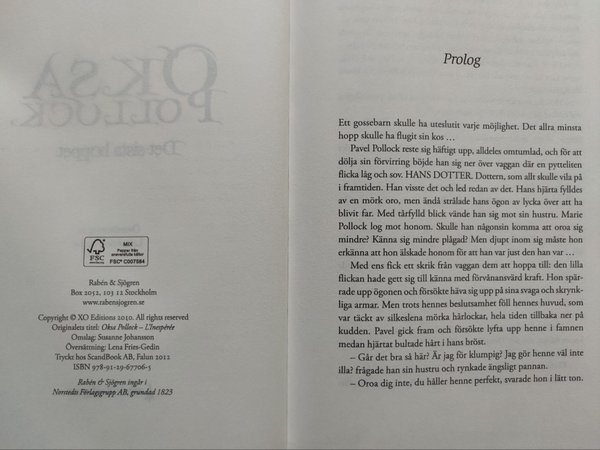 OKSA
POLLOCK
Det sista hoppet
FSC
www.fsc.org
MIX
Papper från
ansvarsfulla källor
FSC® C007584
Rabén & Sjögren
Box 2052, 103 12 Stockholm
www.rabensjogren.se
Copyright © XO Editions 2010. All rights reserved
Originalets titel: Oksa Pollock – L'Inespérée
Omslag: Susanne Johansson
Översättning: Lena Fries-Gedin
Tryckt hos ScandBook AB, Falun 2012
ISBN 978-91-29-67706-5
Rabén & Sjögren ingår i
Norstedts Förlagsgrupp AB, grundad 1823
Prolog
Ett gossebarn skulle ha uteslutit varje möjlighet. Det allra minsta
hopp skulle ha flugit sin kos …
Pavel Pollock reste sig häftigt upp, alldeles omtumlad, och för att
dölja sin förvirring böjde han sig ner över vaggan där en pytteliten
flicka låg och sov. HANS DOTTER. Dottern, som allt skulle vila på
i framtiden. Han visste det och led redan av det. Hans hjärta fylldes
av en mörk oro, men ändå strålade hans ögon av lycka över att ha
blivit far. Med tårfylld blick vände han sig mot sin hustru. Marie
Pollock log mot honom. Skulle han någonsin komma att oroa sig
mindre? Känna sig mindre plågad? Men djupt inom sig måste hon
erkänna att hon älskade honom för att han var just den han var …
Med ens fick ett skrik från vaggan dem att hoppa till: den lilla
flickan hade gett sig till känna med förvånansvärd kraft. Hon spär-
rade upp ögonen och försökte häva sig upp på sina svaga och skrynk-
liga armar. Men trots hennes beslutsamhet föll hennes huvud, som
var täckt av silkeslena mörka hårlockar, hela tiden tillbaka ner på
kudden. Pavel gick fram och försökte lyfta upp henne i famnen
medan hjärtat bultade hårt i hans bröst.
– Går det bra så här? Är jag för klumpig? Jag gör henne väl inte
illa? frågade han sin hustru och rynkade ängsligt pannan.
– Oroa dig inte, du håller henne perfekt, svarade hon i lätt ton.